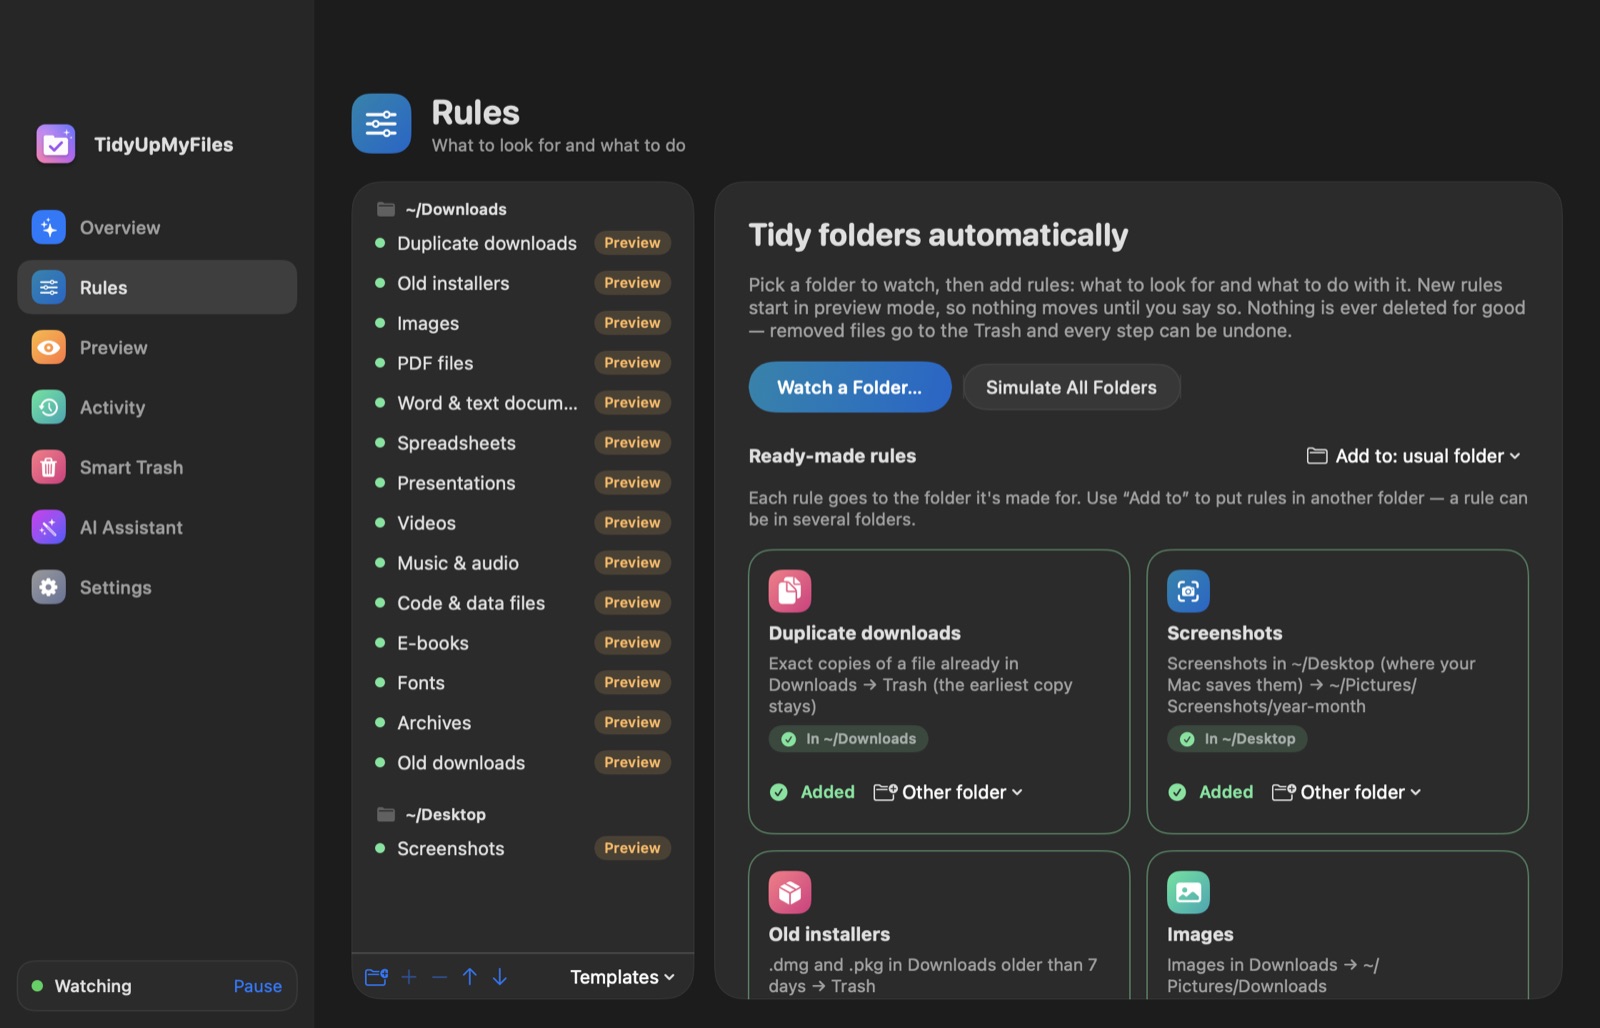 TidyUpMyFiles
Overview
Rules
Preview
Activity
Smart Trash
AI Assistant
Settings
Watching
Pause
Rules
What to look for and what to do
~/Downloads
Duplicate downloads Preview
Old installers Preview
Images Preview
PDF files Preview
Word & text docum... Preview
Spreadsheets Preview
Presentations Preview
Videos Preview
Music & audio Preview
Code & data files Preview
E-books Preview
Fonts Preview
Archives Preview
Old downloads Preview
~/Desktop
Screenshots Preview
Templates
Tidy folders automatically
Pick a folder to watch, then add rules: what to look for and what to do with it. New rules
start in preview mode, so nothing moves until you say so. Nothing is ever deleted for good
— removed files go to the Trash and every step can be undone.
Watch a Folder... Simulate All Folders
Ready-made rules Add to: usual folder
Each rule goes to the folder it's made for. Use “Add to” to put rules in another folder — a rule can
be in several folders.
Duplicate downloads
Exact copies of a file already in
Downloads → Trash (the earliest copy
stays)
In ~/Downloads
Added Other folder
Screenshots
Screenshots in ~/Desktop (where your
Mac saves them) → ~/Pictures/
Screenshots/year-month
In ~/Desktop
Added Other folder
Old installers
.dmg and .pkg in Downloads older than 7
days → Trash
Images
Images in Downloads → ~/
Pictures/Downloads